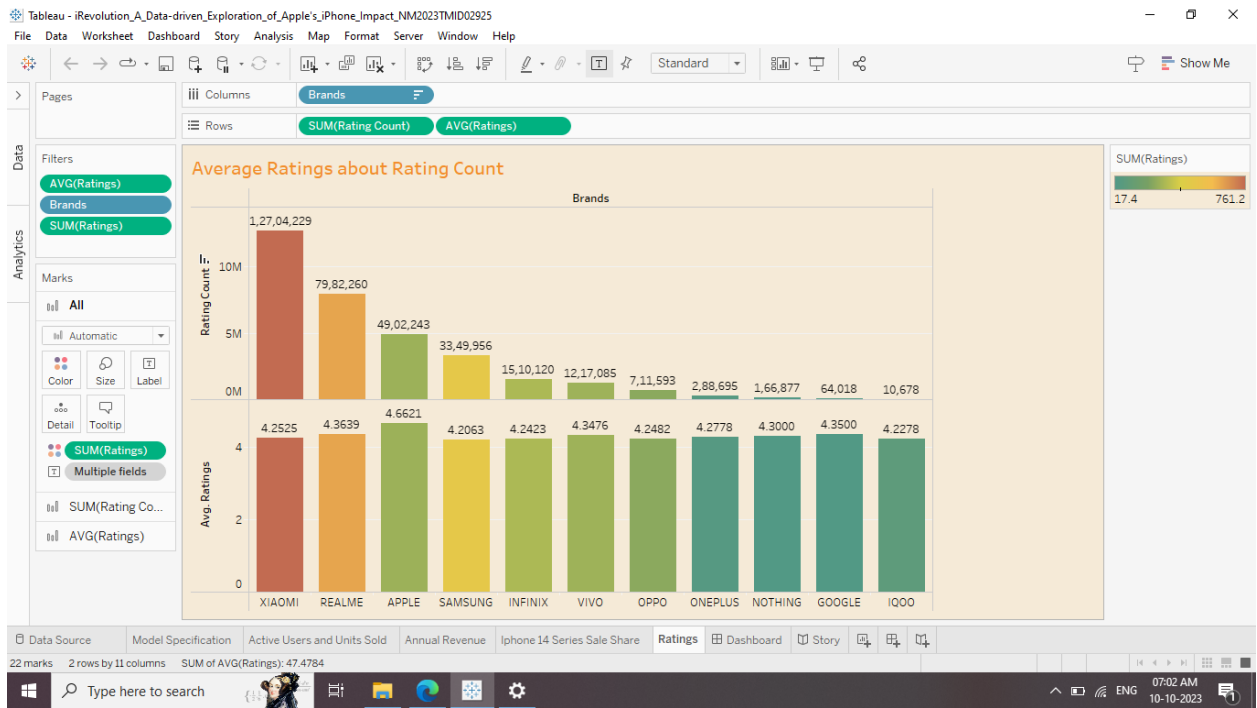 Tableau - iRevolution_A_Data-driven_Exploration_of_Apple's_iPhone_Impact_NM2023TMID02925
File Data Worksheet Dashboard Story Analysis Map Format Server Window Help
Standard
Show Me
Pages
iii Columns
Brands
Rows
SUM(Rating Count) AVG(Ratings)
Data
Analytics
Filters
AVG(Ratings)
Brands
SUM(Ratings)
Marks
All
Automatic
Color Size Label
Detail Tooltip
SUM(Ratings)
Multiple fields
SUM(Rating Co...
AVG(Ratings)
Average Ratings about Rating Count
Brands
Rating Count
10M
5M
0M
1,27,04,229
79,82,260
49,02,243
33,49,956
15,10,120 12,17,085 7,11,593 2,88,695 1,66,877 64,018 10,678
Avg. Ratings
4
2
0
4.2525 4.3639 4.6621 4.2063 4.2423 4.3476 4.2482 4.2778 4.3000 4.3500 4.2278
XIAOMI REALME APPLE SAMSUNG INFINIX VIVO OPPO ONEPLUS NOTHING GOOGLE IQOO
SUM(Ratings)
17.4 761.2
Data Source Model Specification Active Users and Units Sold Annual Revenue Iphone 14 Series Sale Share Ratings Dashboard Story
22 marks 2 rows by 11 columns SUM of AVG(Ratings): 47.4784
Type here to search
ENG
07:02 AM
10-10-2023
1